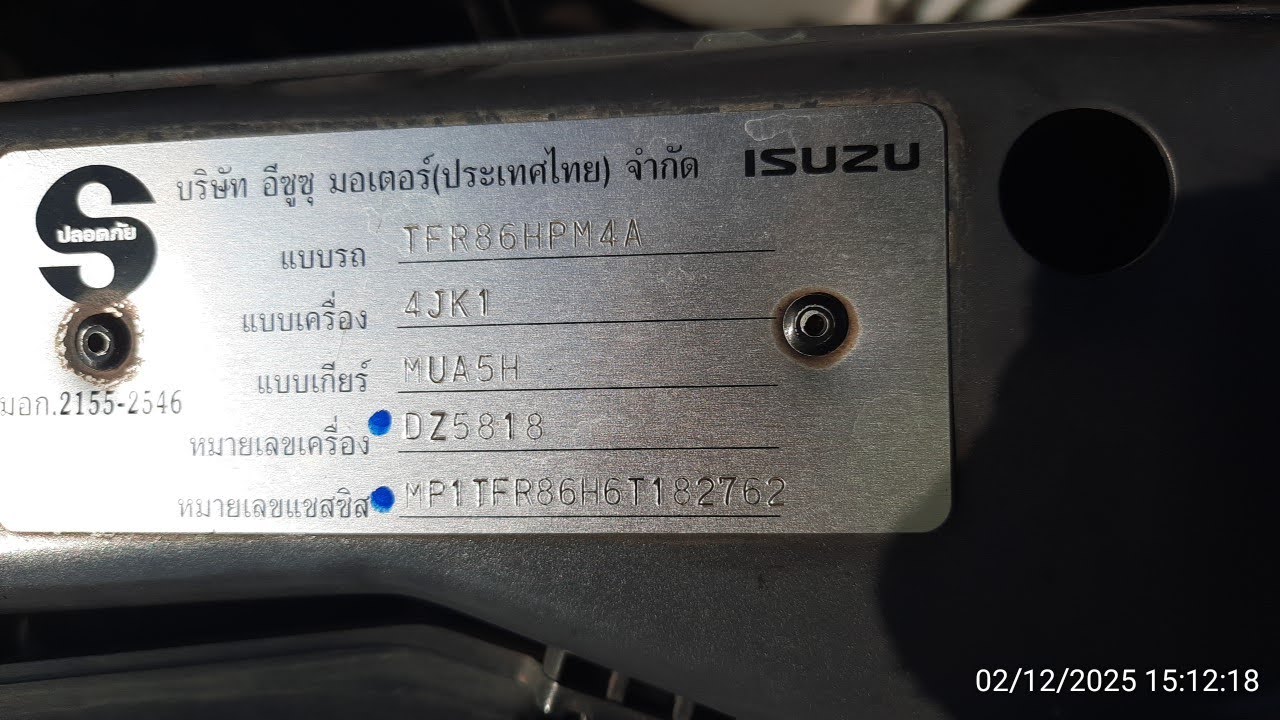 บริษัท อีซูซุ มอเตอร์(ประเทศไทย) จำกัด ISUZU
ปลอดภัย
แบบรถ TFR86HPM4A
แบบเครื่อง 4JK1
แบบเกียร์ MUA5H
มอก.2155-2546
หมายเลขเครื่อง DZ5818
หมายเลขแชสซิส MP1TFR86H6T182762
02/12/2025 15:12:18